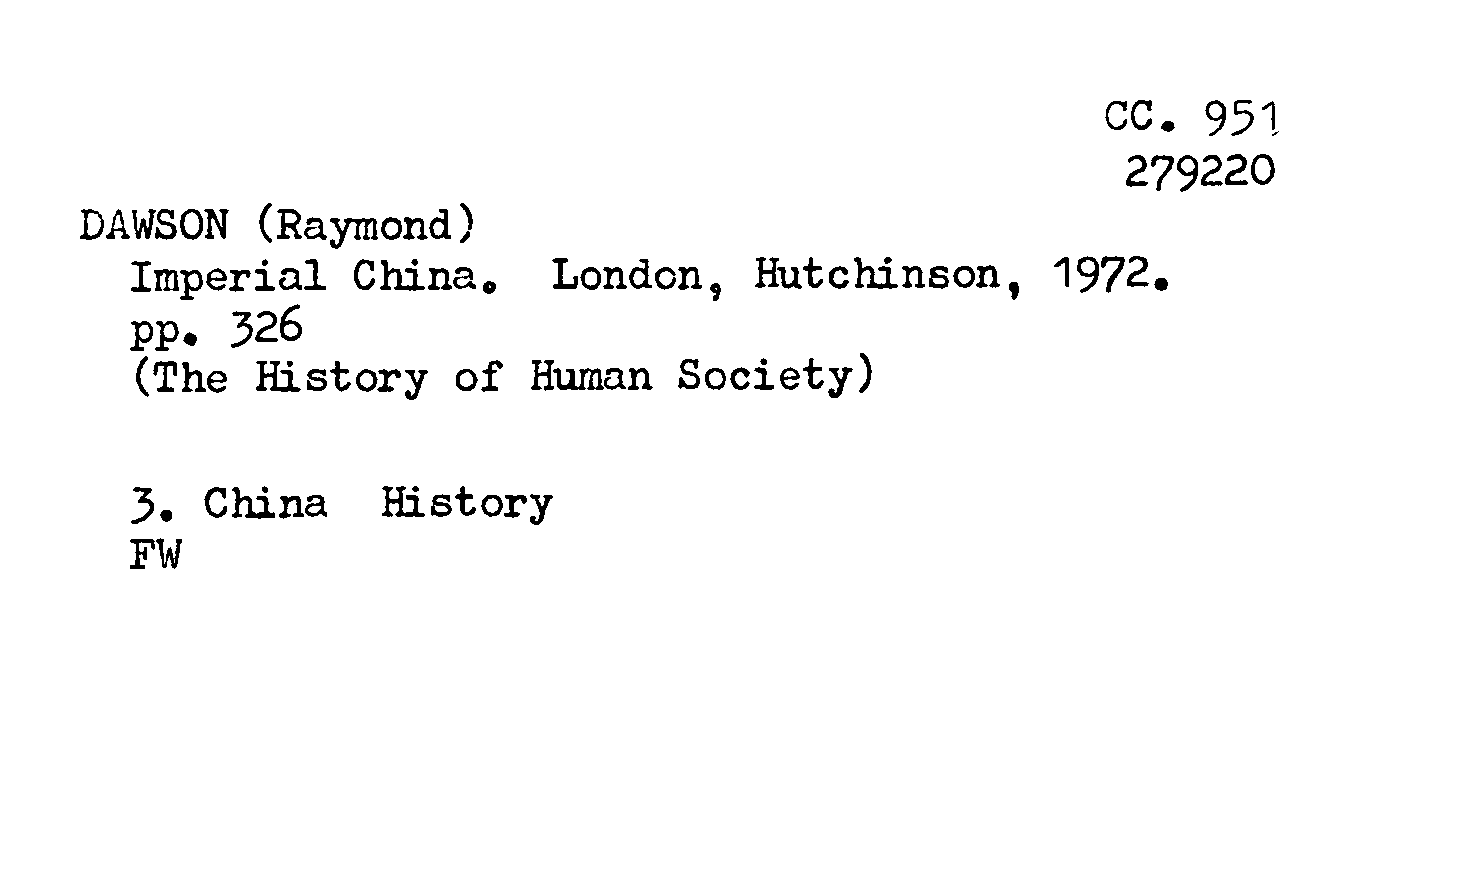 CC. 951
279220
DAWSON (Raymond)
Imperial China. London, Hutchinson, 1972.
pp. 326
(The History of Human Society)
3. China History
FW